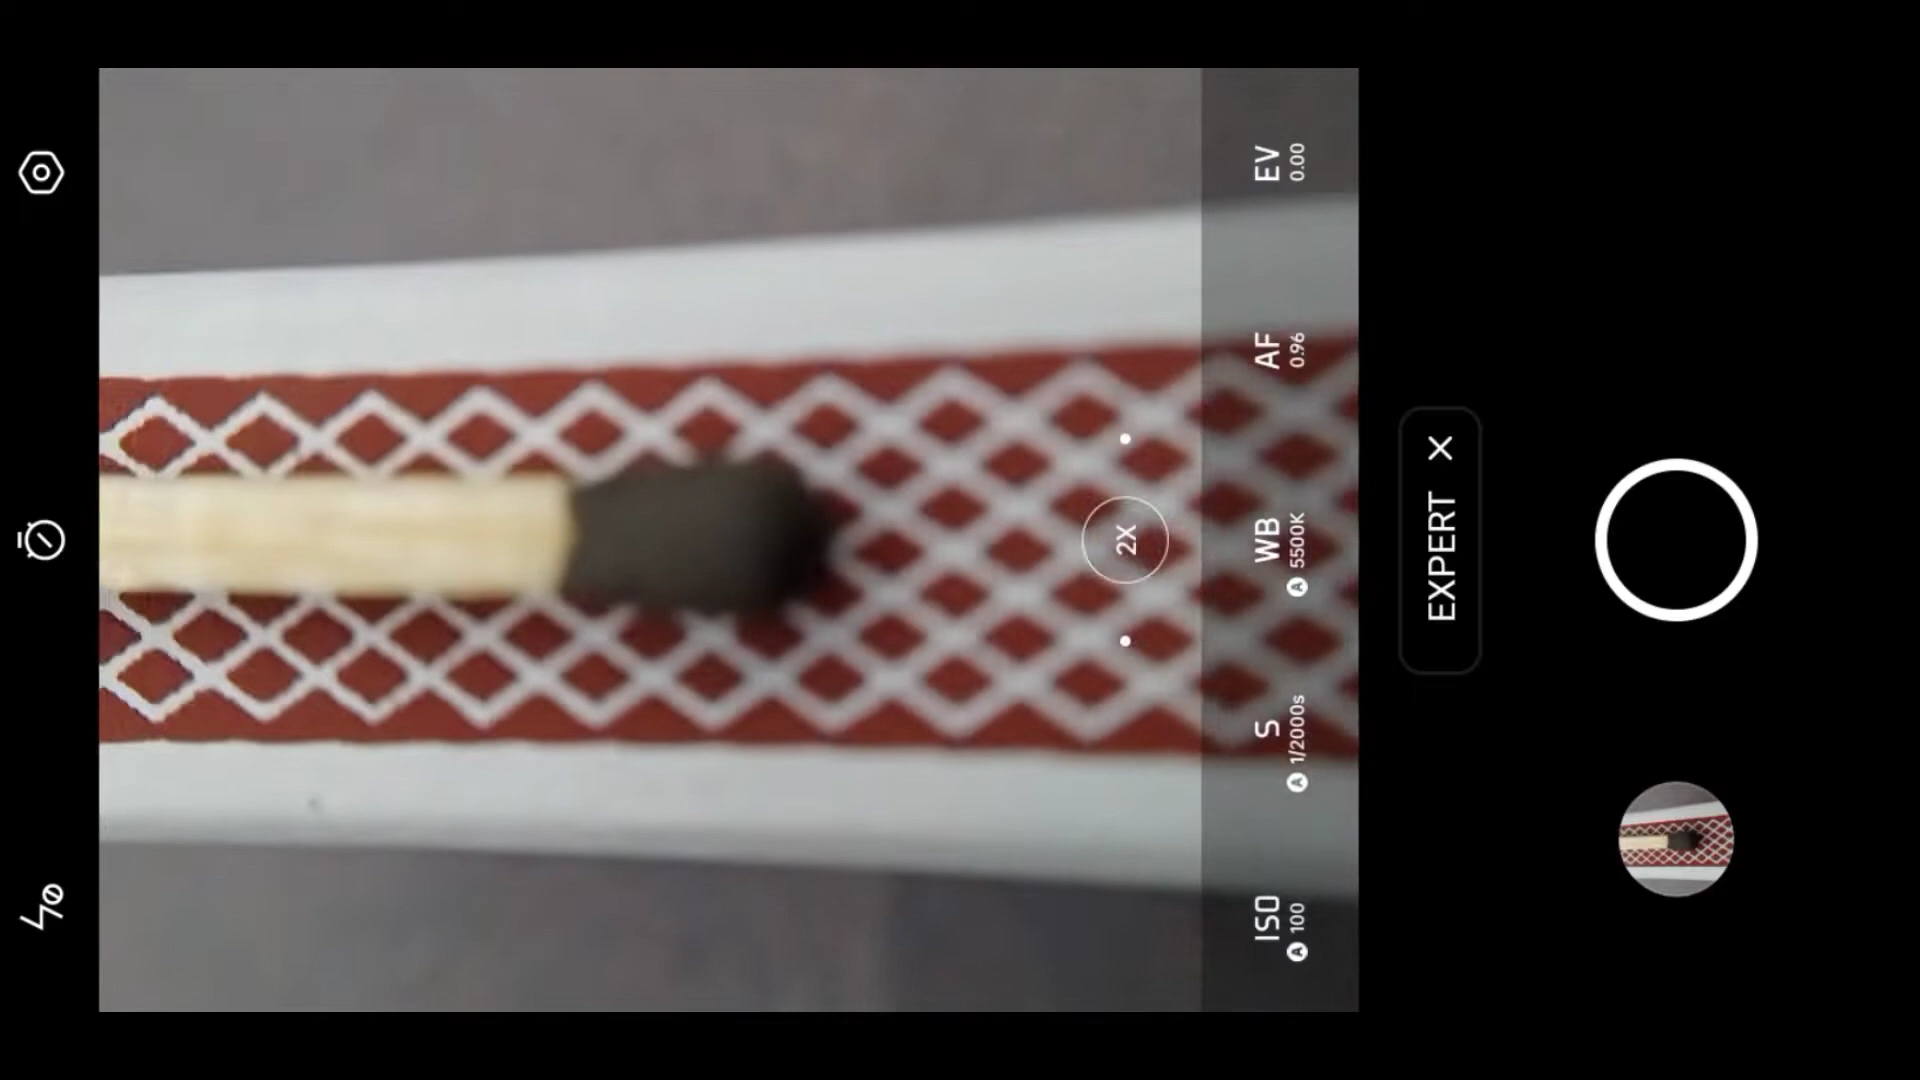 EV
0.00
AF
0.96
WB
A 5500K
S
A 1/2000s
ISO
A 100
2X
EXPERT